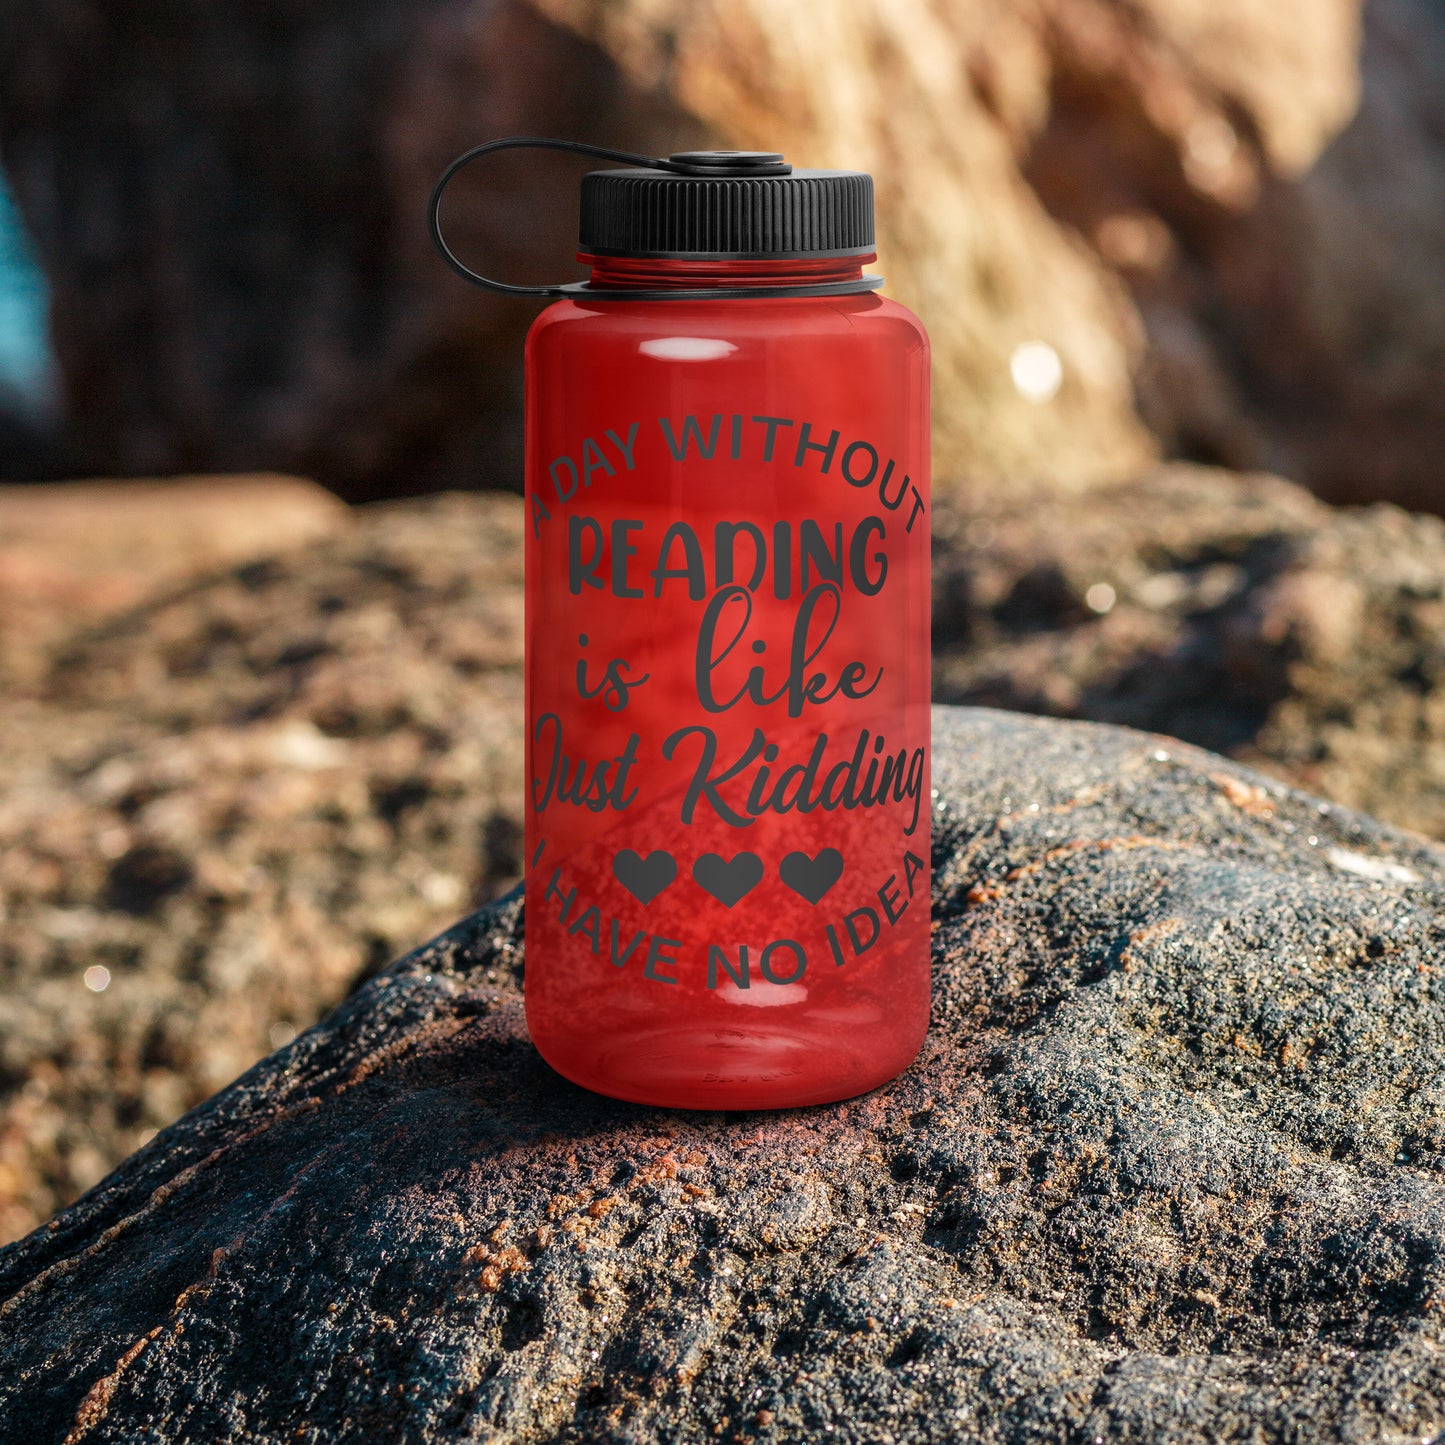 A DAY WITHOUT
READING
is like
Just Kidding
I HAVE NO IDEA